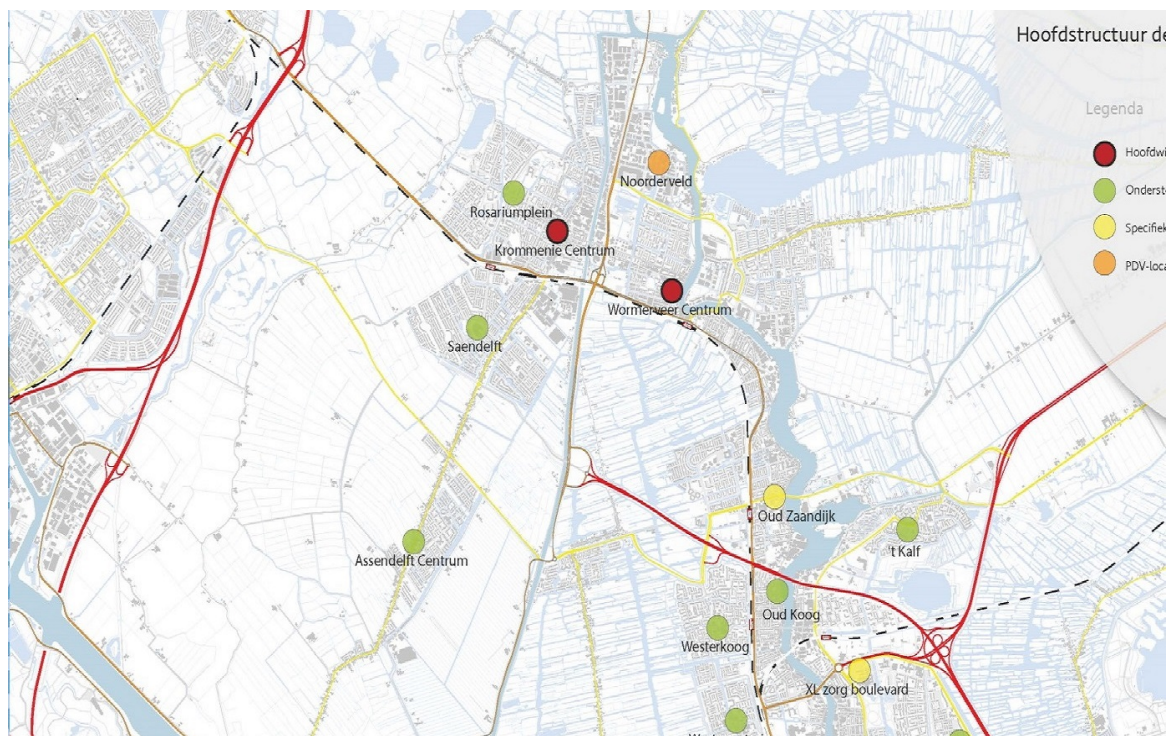 Hoofdstructuur de
Legenda
Hoofdwi
Onderst
Specifiek
PDV-loca
Noorderveld
Rosariumplein
Krommenie Centrum
Wormerveer Centrum
Saendelft
Oud Zaandijk
't Kalf
Assendelft Centrum
Oud Koog
Westerkoog
XL zorg boulevard